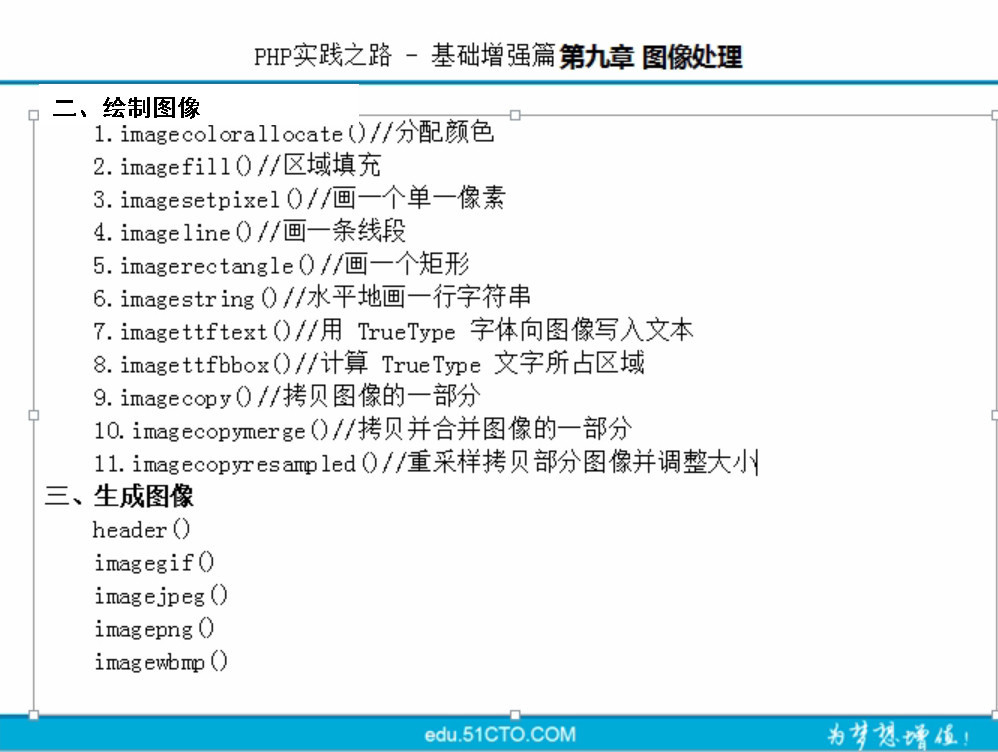 PHP实践之路 - 基础增强篇 第九章 图像处理
二、绘制图像
1.imagecolorallocate()//分配颜色
2.imagefill()//区域填充
3.imagesetpixel()//画一个单一像素
4.imageline()//画一条线段
5.imagerectangle()//画一个矩形
6.imagestring()//水平地画一行字符串
7.imagettftext()//用 TrueType 字体向图像写入文本
8.imagettfbbox()//计算 TrueType 文字所占区域
9.imagecopy()//拷贝图像的一部分
10.imagecopymerge()//拷贝并合并图像的一部分
11.imagecopyresampled()//重采样拷贝部分图像并调整大小
三、生成图像
header()
imagegif()
imagejpeg()
imagepng()
imagewbmp()
edu.51CTO.COM
为梦想增值！